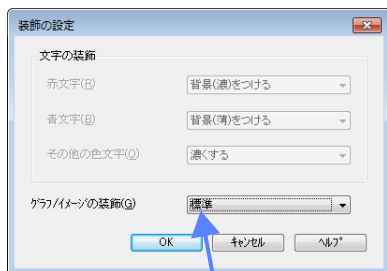 装飾の設定
文字の装飾
赤文字(R) 背景(濃)をつける
青文字(B) 背景(薄)をつける
その他の色文字(O) 濃くする
グラフ/イメージの装飾(G) 標準
OK キャンセル ヘルプ